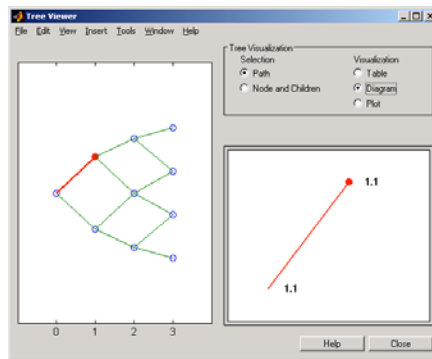 Tree Viewer
File Edit View Insert Tools Window Help
Tree Visualization
Selection Visualization
Path Table
Node and Children Diagram
Plot
1.1
1.1
0 1 2 3
Help Close